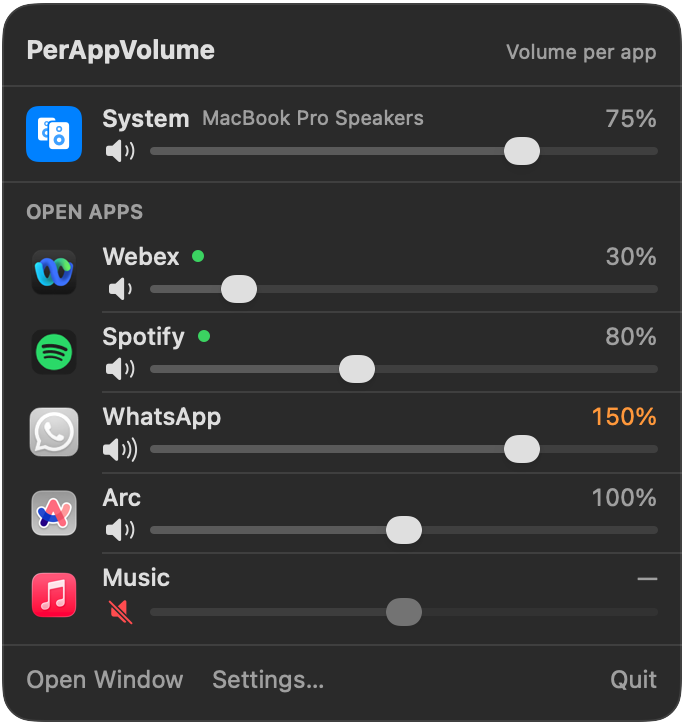 PerAppVolume Volume per app
System MacBook Pro Speakers 75%
OPEN APPS
Webex 30%
Spotify 80%
WhatsApp 150%
Arc 100%
Music —
Open Window Settings... Quit